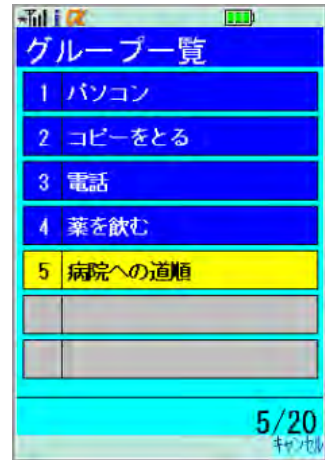 グループ一覧
1 パソコン
2 コピーをとる
3 電話
4 薬を飲む
5 病院への道順
5/20
キャンセル